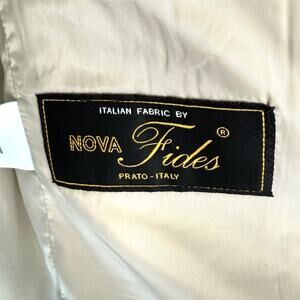 ITALIAN FABRIC BY
NOVA Fides ®
PRATO - ITALY